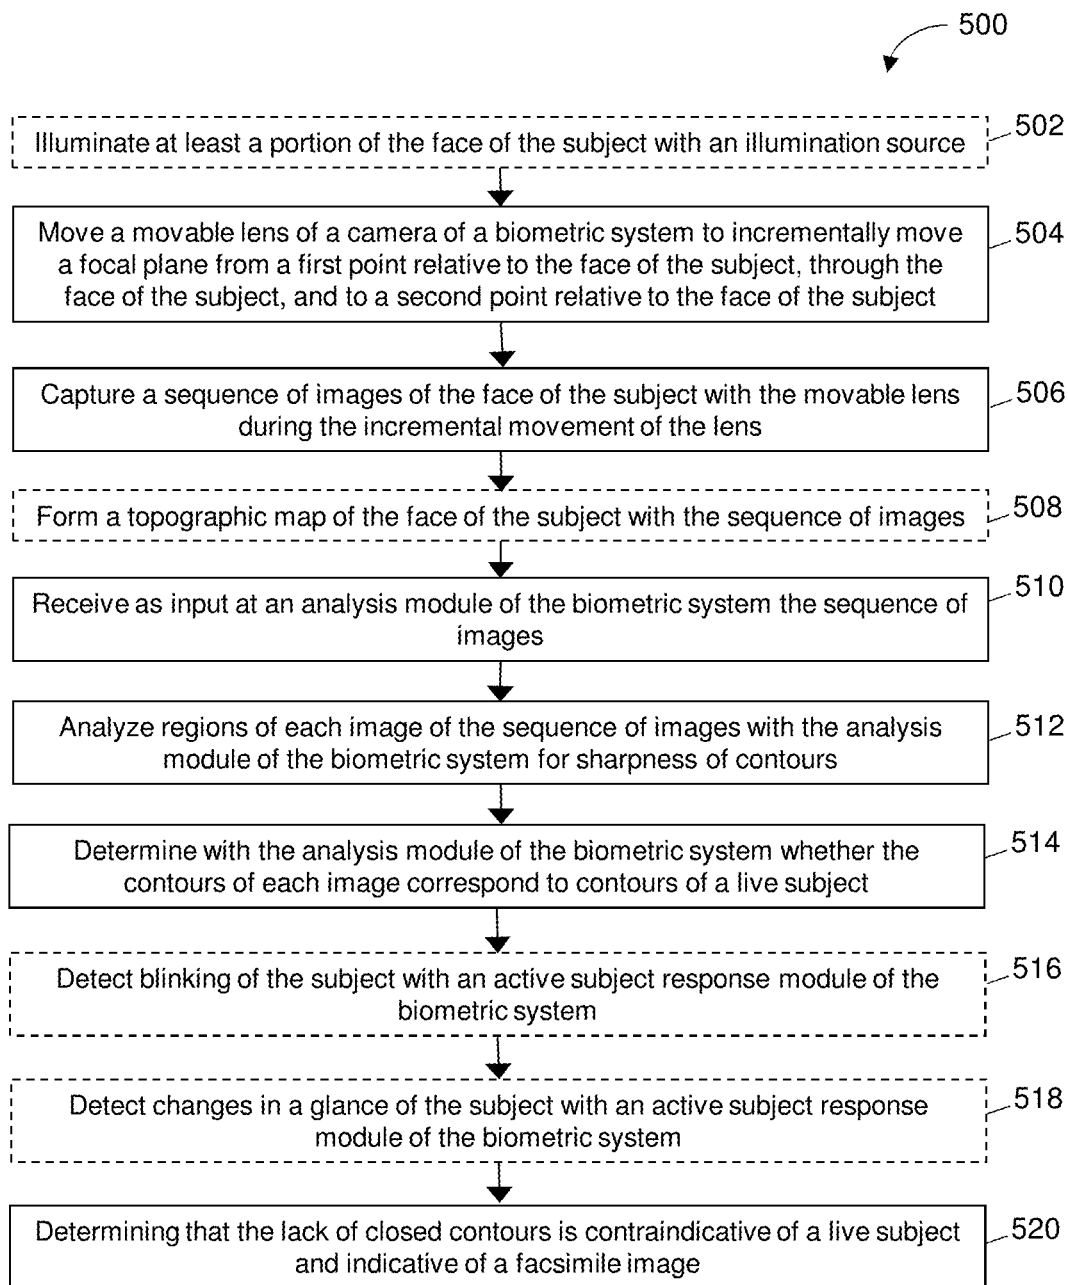 500
Illuminate at least a portion of the face of the subject with an illumination source
502
Move a movable lens of a camera of a biometric system to incrementally move
a focal plane from a first point relative to the face of the subject, through the
face of the subject, and to a second point relative to the face of the subject
504
Capture a sequence of images of the face of the subject with the movable lens
during the incremental movement of the lens
506
Form a topographic map of the face of the subject with the sequence of images
508
Receive as input at an analysis module of the biometric system the sequence of
images
510
Analyze regions of each image of the sequence of images with the analysis
module of the biometric system for sharpness of contours
512
Determine with the analysis module of the biometric system whether the
contours of each image correspond to contours of a live subject
514
Detect blinking of the subject with an active subject response module of the
biometric system
516
Detect changes in a glance of the subject with an active subject response
module of the biometric system
518
Determining that the lack of closed contours is contraindicative of a live subject
and indicative of a facsimile image
520